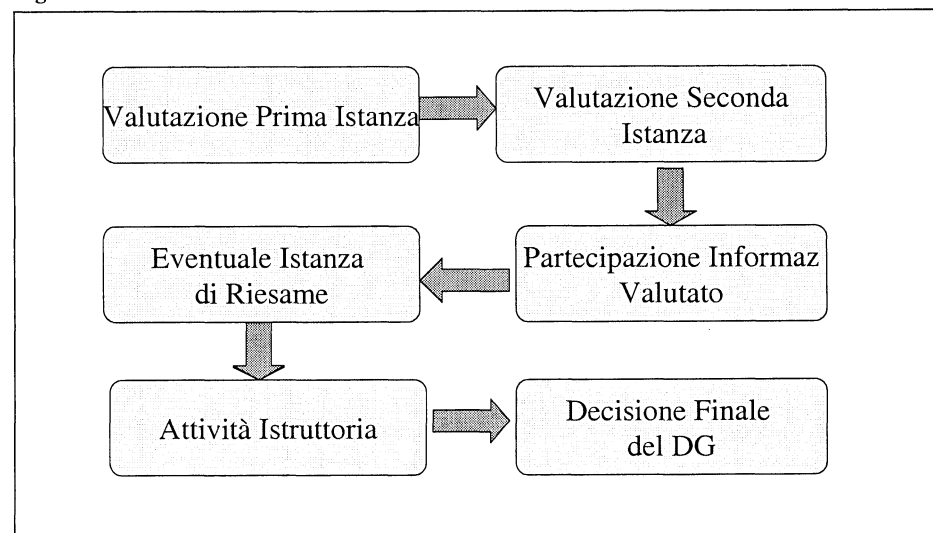 Valutazione Prima Istanza
Valutazione Seconda
Istanza
Partecipazione Informaz
Valutato
Eventuale Istanza
di Riesame
Attività Istruttoria
Decisione Finale
del DG